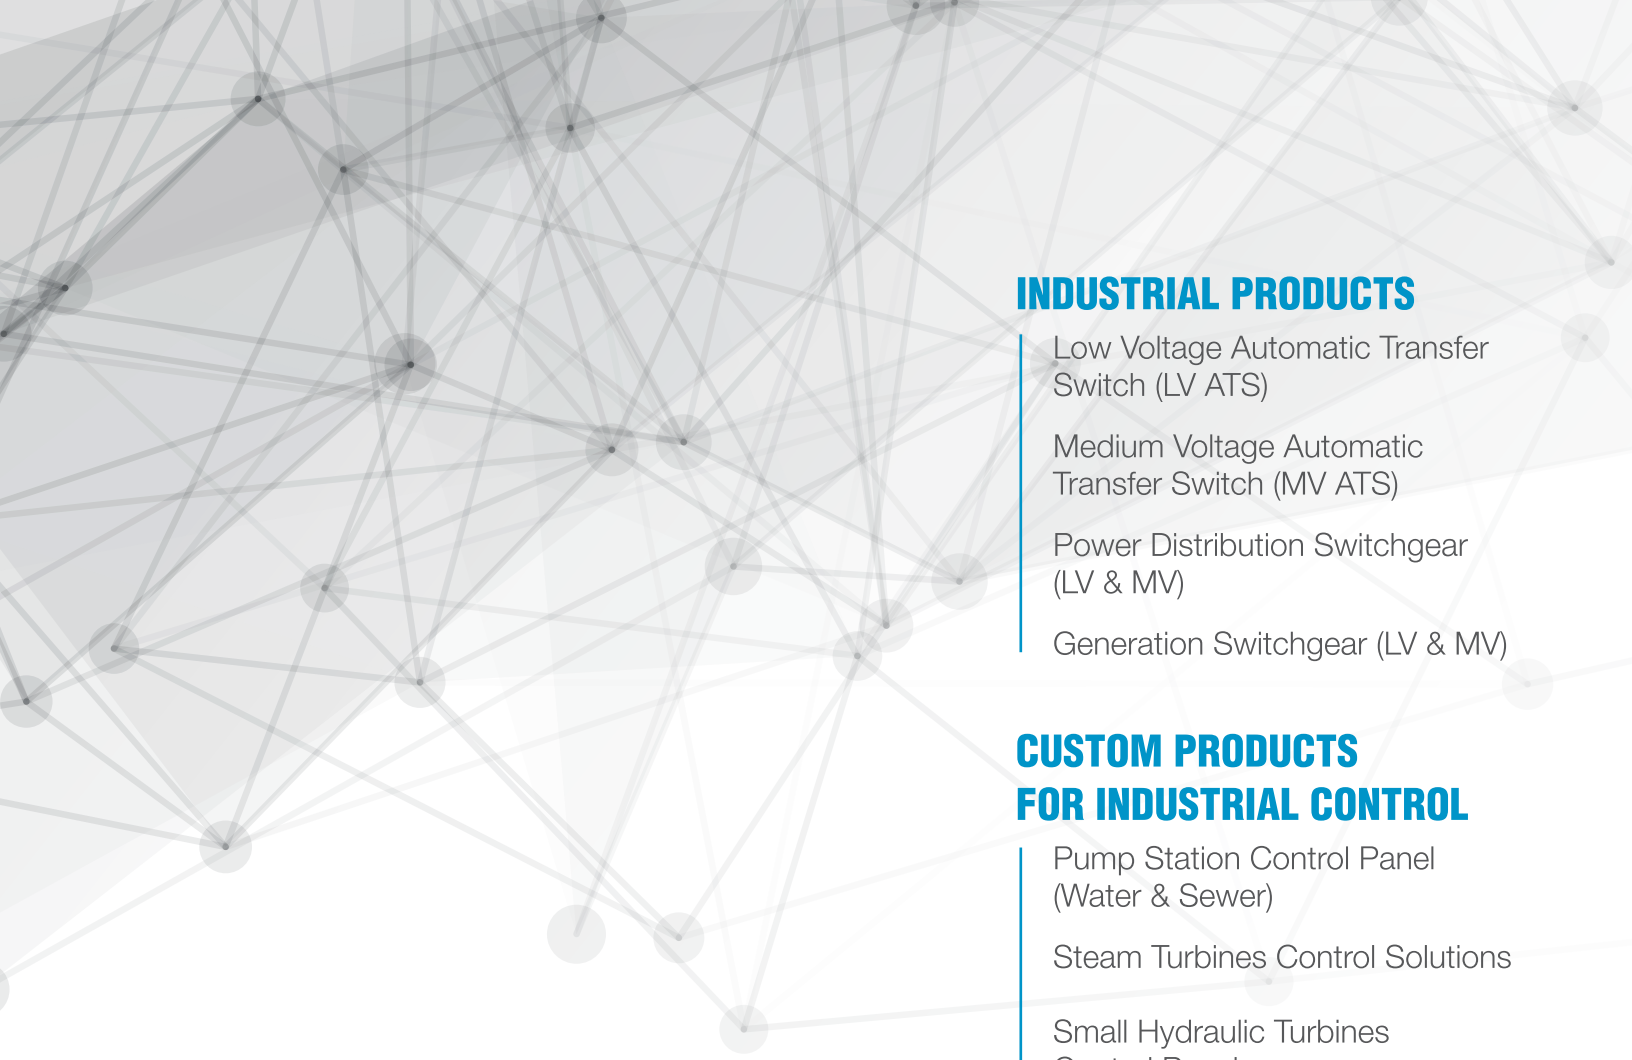 INDUSTRIAL PRODUCTS
Low Voltage Automatic Transfer
Switch (LV ATS)
Medium Voltage Automatic
Transfer Switch (MV ATS)
Power Distribution Switchgear
(LV & MV)
Generation Switchgear (LV & MV)
CUSTOM PRODUCTS
FOR INDUSTRIAL CONTROL
Pump Station Control Panel
(Water & Sewer)
Steam Turbines Control Solutions
Small Hydraulic Turbines